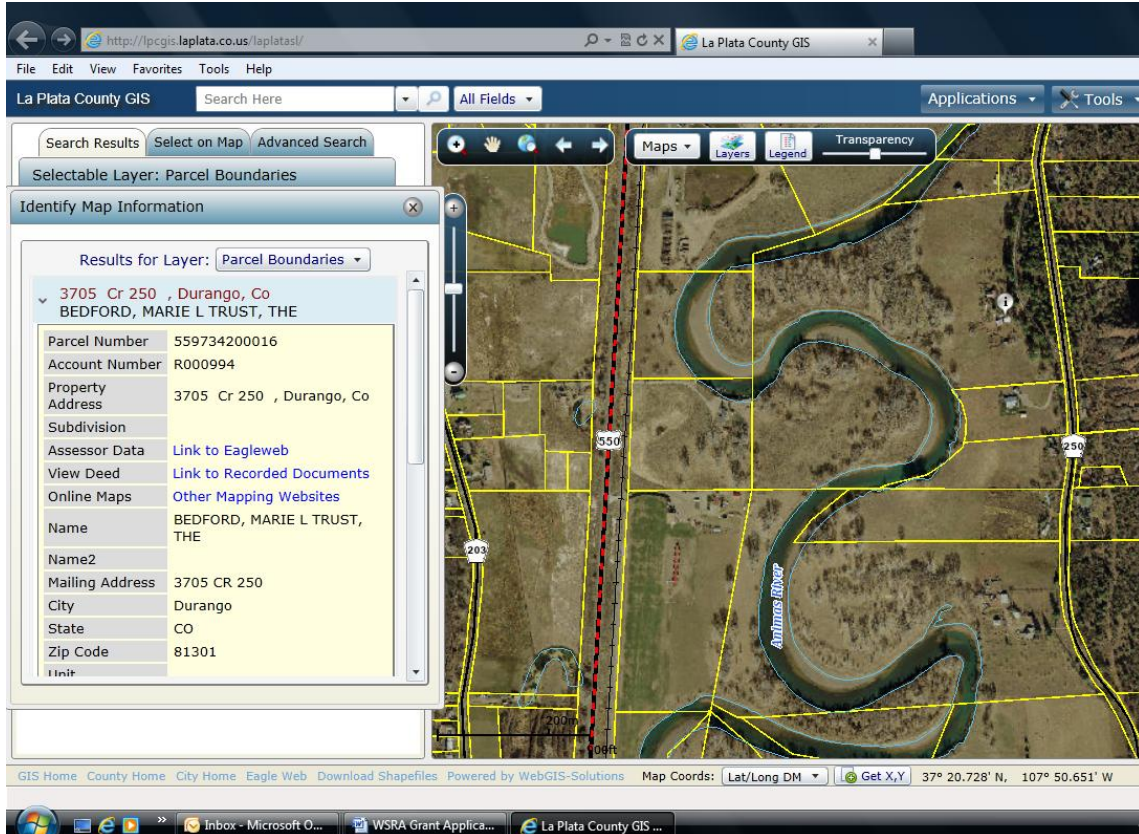 http://lpcgis.laplata.co.us/laplatasl/
La Plata County GIS
File Edit View Favorites Tools Help
La Plata County GIS
Search Here
All Fields
Applications
Tools
Search Results Select on Map Advanced Search
Selectable Layer: Parcel Boundaries
Maps
Layers
Legend
Transparency
Identify Map Information
Results for Layer: Parcel Boundaries
3705 Cr 250 , Durango, Co
BEDFORD, MARIE L TRUST, THE
Parcel Number 559734200016
Account Number R000994
Property
Address
3705 Cr 250 , Durango, Co
Subdivision
Assessor Data Link to Eagleweb
View Deed Link to Recorded Documents
Online Maps Other Mapping Websites
Name
BEDFORD, MARIE L TRUST,
THE
Name2
Mailing Address 3705 CR 250
City Durango
State CO
Zip Code 81301
Unit
550
250
203
Animas River
200m
GIS Home County Home City Home Eagle Web Download Shapefiles Powered by WebGIS-Solutions Map Coords: Lat/Long DM Get X,Y 37° 20.728' N, 107° 50.651' W
Inbox - Microsoft O... WSRA Grant Applica... La Plata County GIS ...